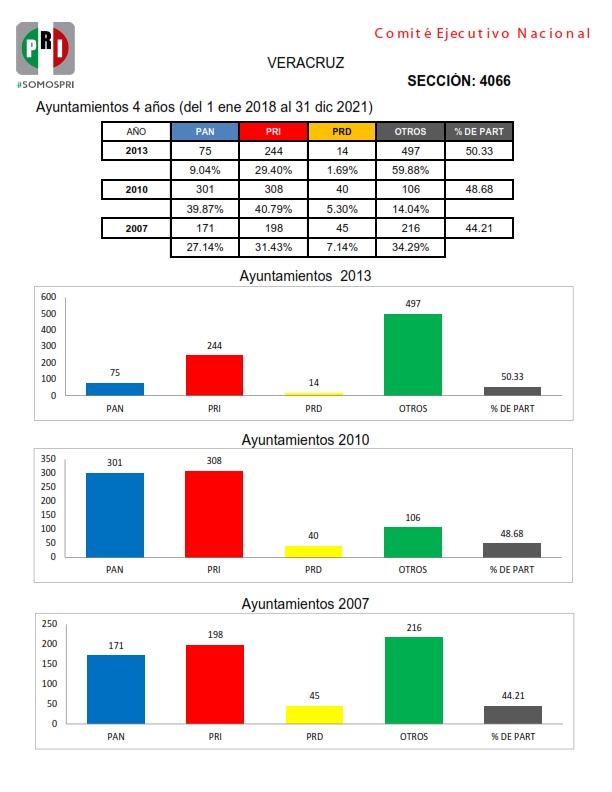 Comité Ejecutivo Nacional
PRI
#SOMOSPRI
VERACRUZ
SECCIÓN: 4066
Ayuntamientos 4 años (del 1 ene 2018 al 31 dic 2021)
AÑO PAN PRI PRD OTROS % DE PART
2013 75 244 14 497 50.33
9.04% 29.40% 1.69% 59.88%
2010 301 308 40 106 48.68
39.87% 40.79% 5.30% 14.04%
2007 171 198 45 216 44.21
27.14% 31.43% 7.14% 34.29%
Ayuntamientos 2013
600
500
400
300
200
100
0
75 244 14 497 50.33
PAN PRI PRD OTROS % DE PART
Ayuntamientos 2010
350
300
250
200
150
100
50
0
301 308 40 106 48.68
PAN PRI PRD OTROS % DE PART
Ayuntamientos 2007
250
200
150
100
50
0
171 198 45 216 44.21
PAN PRI PRD OTROS % DE PART